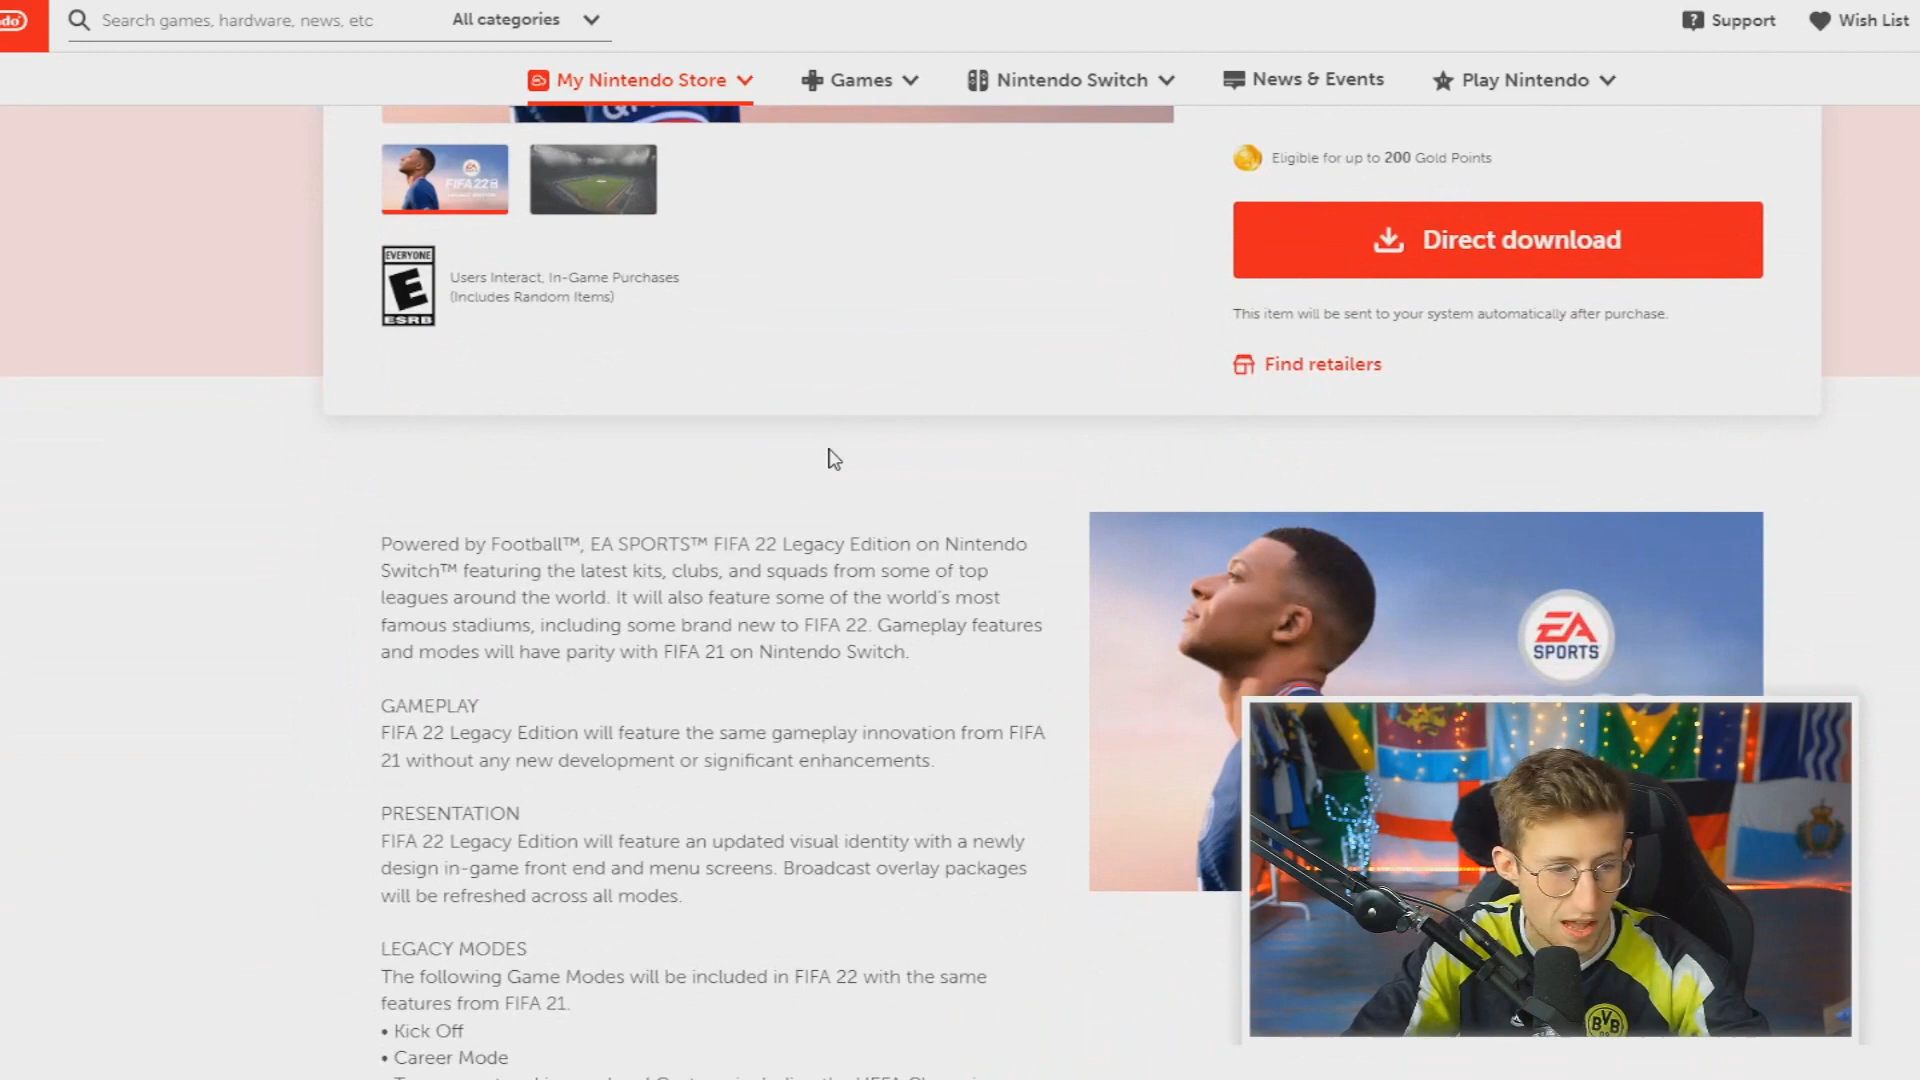 Search games, hardware, news, etc
All categories
Support
Wish List
My Nintendo Store
Games
Nintendo Switch
News & Events
Play Nintendo
EA
FIFA 22
Eligible for up to 200 Gold Points
Direct download
EVERYONE
E
ESRB
Users Interact, In-Game Purchases
(Includes Random Items)
This item will be sent to your system automatically after purchase.
Find retailers
Powered by Football™, EA SPORTS™ FIFA 22 Legacy Edition on Nintendo
Switch™ featuring the latest kits, clubs, and squads from some of top
leagues around the world. It will also feature some of the world's most
famous stadiums, including some brand new to FIFA 22. Gameplay features
and modes will have parity with FIFA 21 on Nintendo Switch.
GAMEPLAY
FIFA 22 Legacy Edition will feature the same gameplay innovation from FIFA
21 without any new development or significant enhancements.
PRESENTATION
FIFA 22 Legacy Edition will feature an updated visual identity with a newly
design in-game front end and menu screens. Broadcast overlay packages
will be refreshed across all modes.
LEGACY MODES
The following Game Modes will be included in FIFA 22 with the same
features from FIFA 21.
• Kick Off
• Career Mode
EA
SPORTS
BVB
09